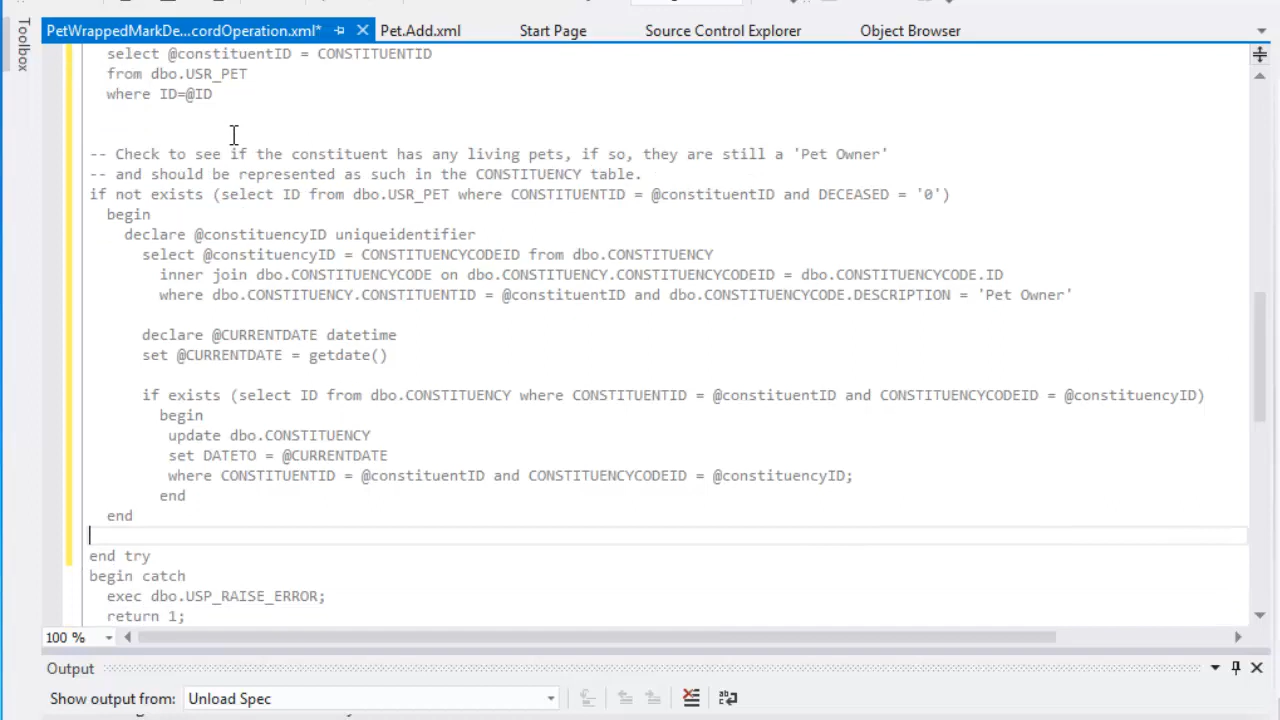 PetWrappedMarkDe...cordOperation.xml* Pet.Add.xml Start Page Source Control Explorer Object Browser
Toolbox
select @constituentID = CONSTITUENTID
from dbo.USR_PET
where ID=@ID
-- Check to see if the constituent has any living pets, if so, they are still a 'Pet Owner'
-- and should be represented as such in the CONSTITUENCY table.
if not exists (select ID from dbo.USR_PET where CONSTITUENTID = @constituentID and DECEASED = '0')
begin
declare @constituencyID uniqueidentifier
select @constituencyID = CONSTITUENCYCODEID from dbo.CONSTITUENCY
inner join dbo.CONSTITUENCYCODE on dbo.CONSTITUENCY.CONSTITUENCYCODEID = dbo.CONSTITUENCYCODE.ID
where dbo.CONSTITUENCY.CONSTITUENTID = @constituentID and dbo.CONSTITUENCYCODE.DESCRIPTION = 'Pet Owner'
declare @CURRENTDATE datetime
set @CURRENTDATE = getdate()
if exists (select ID from dbo.CONSTITUENCY where CONSTITUENTID = @constituentID and CONSTITUENCYCODEID = @constituencyID)
begin
update dbo.CONSTITUENCY
set DATETO = @CURRENTDATE
where CONSTITUENTID = @constituentID and CONSTITUENCYCODEID = @constituencyID;
end
end
end try
begin catch
exec dbo.USP_RAISE_ERROR;
return 1;
100 %
Output
Show output from: Unload Spec